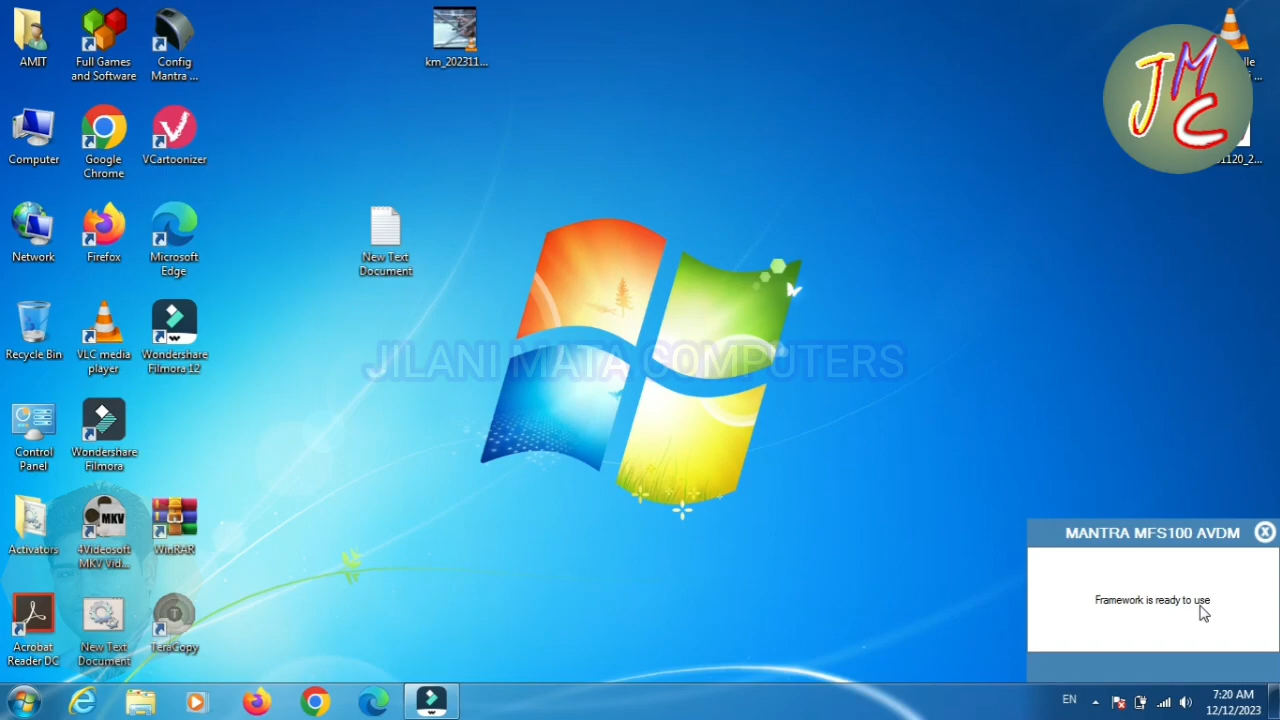 AMIT
Full Games
and Software
Config
Mantra ...
km_202311...
JMC
Computer
Google
Chrome
VCartoonizer
01120_2...
Network
Firefox
Microsoft
Edge
New Text
Document
Recycle Bin
VLC media
player
Wondershare
Filmora 12
JILANI MATA COMPUTERS
Control
Panel
Wondershare
Filmora
Activators
MKV
4Videosoft
MKV Vid...
WinRAR
MANTRA MFS100 AVDM
Framework is ready to use
Acrobat
Reader DC
New Text
Document
TeraCopy
EN
7:20 AM
12/12/2023